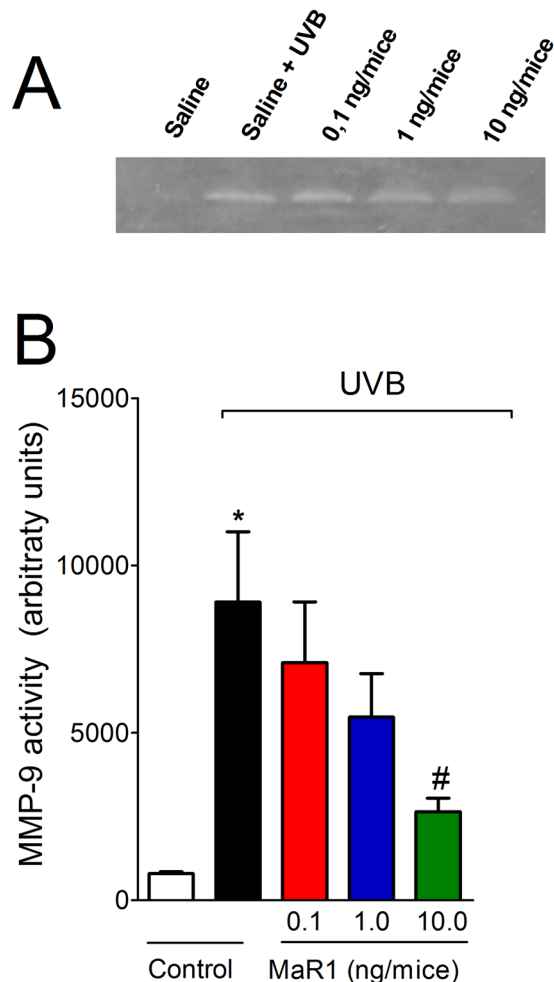 A
Saline
Saline + UVB
0,1 ng/mice
1 ng/mice
10 ng/mice
B
UVB
MMP-9 activity (arbitraty units)
15000
10000
5000
0
*
#
0.1 1.0 10.0
Control MaR1 (ng/mice)